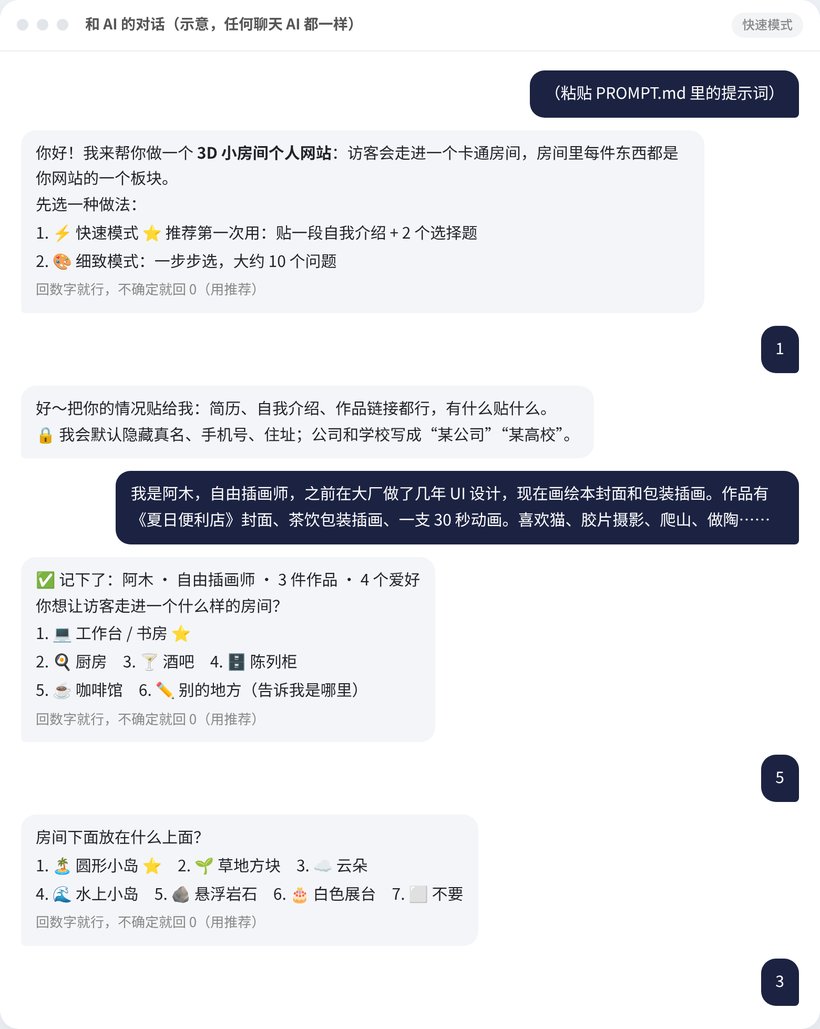 和 AI 的对话（示意，任何聊天 AI 都一样）
快速模式
（粘贴 PROMPT.md 里的提示词）
你好！我来帮你做一个 3D 小房间个人网站：访客会走进一个卡通房间，房间里每件东西都是
你网站的一个板块。
先选一种做法：
1. ⚡ 快速模式 ⭐ 推荐第一次用：贴一段自我介绍 + 2 个选择题
2. 🎨 细致模式：一步步选，大约 10 个问题
回数字就行，不确定就回 0（用推荐）
1
好～把你的情况贴给我：简历、自我介绍、作品链接都行，有什么贴什么。
🔒 我会默认隐藏真名、手机号、住址；公司和学校写成“某公司”“某高校”。
我是阿木，自由插画师，之前在大厂做了几年 UI 设计，现在画绘本封面和包装插画。作品有
《夏日便利店》封面、茶饮包装插画、一支 30 秒动画。喜欢猫、胶片摄影、爬山、做陶⋯⋯
✅ 记下了：阿木 · 自由插画师 · 3 件作品 · 4 个爱好
你想让访客走进一个什么样的房间？
1. 💻 工作台 / 书房 ⭐
2. 🍳 厨房 3. 🍸 酒吧 4. 🗄️ 陈列柜
5. ☕ 咖啡馆 6. ✏️ 别的地方（告诉我是哪里）
回数字就行，不确定就回 0（用推荐）
5
房间下面放在什么上面？
1. 🏝️ 圆形小岛 ⭐ 2. 🌱 草地方块 3. ☁️ 云朵
4. 🌊 水上小岛 5. 🪨 悬浮岩石 6. 🎂 白色展台 7. ⬜ 不要
回数字就行，不确定就回 0（用推荐）
3